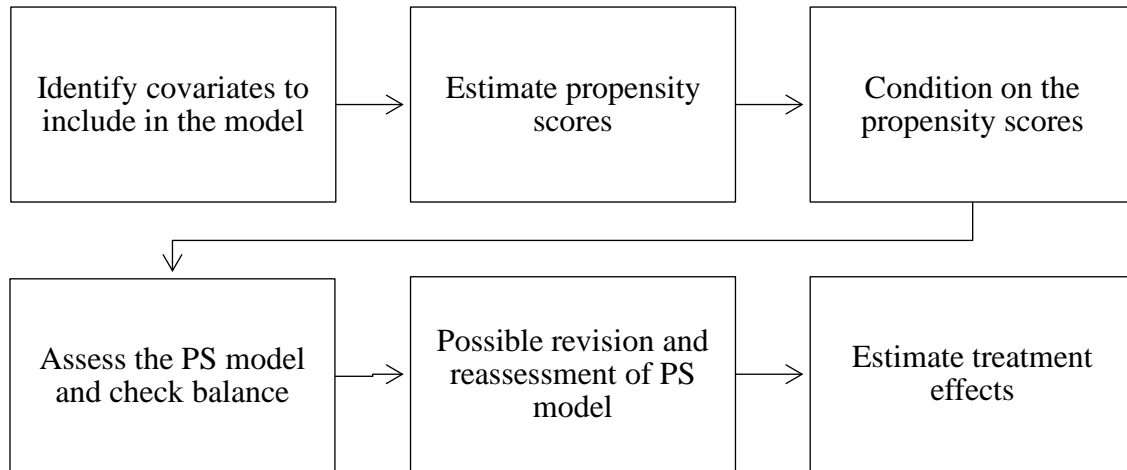 Identify covariates to
include in the model
Estimate propensity
scores
Condition on the
propensity scores
Assess the PS model
and check balance
Possible revision and
reassessment of PS
model
Estimate treatment
effects